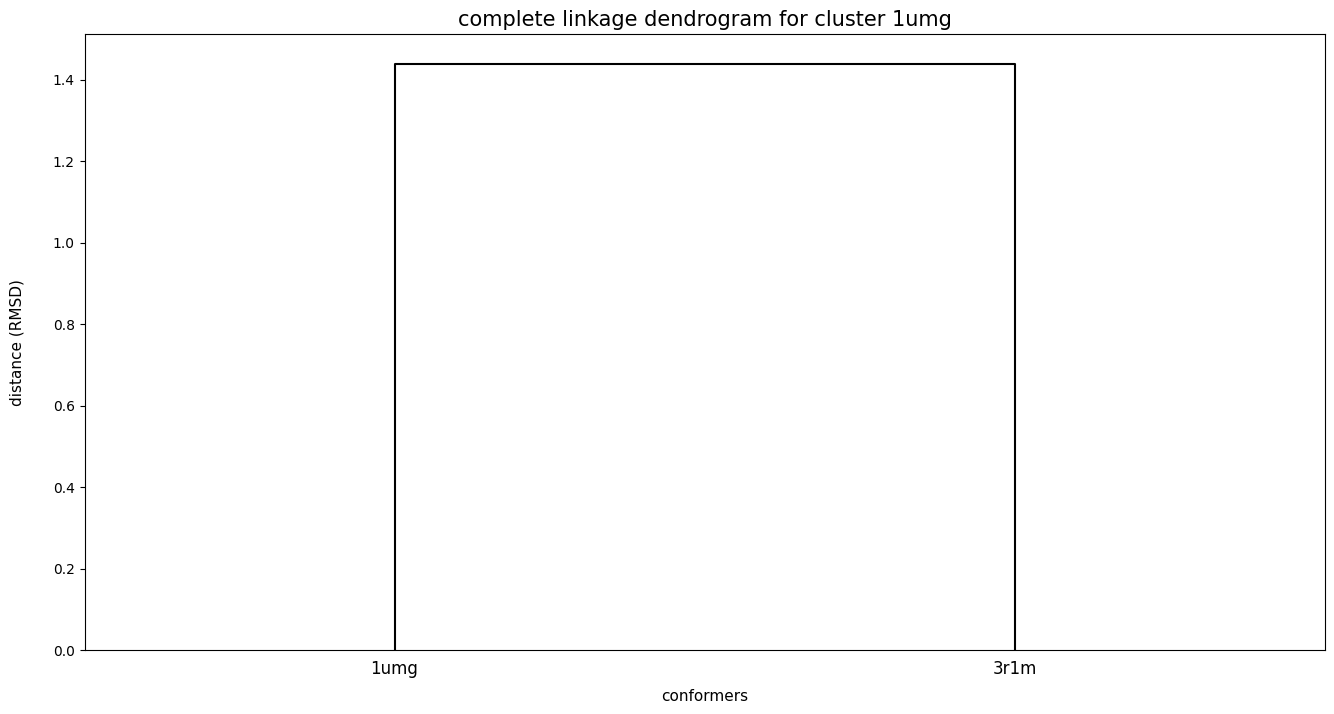 complete linkage dendrogram for cluster 1umg
1.4
1.2
1.0
0.8
0.6
0.4
0.2
0.0
distance (RMSD)
1umg 3r1m
conformers